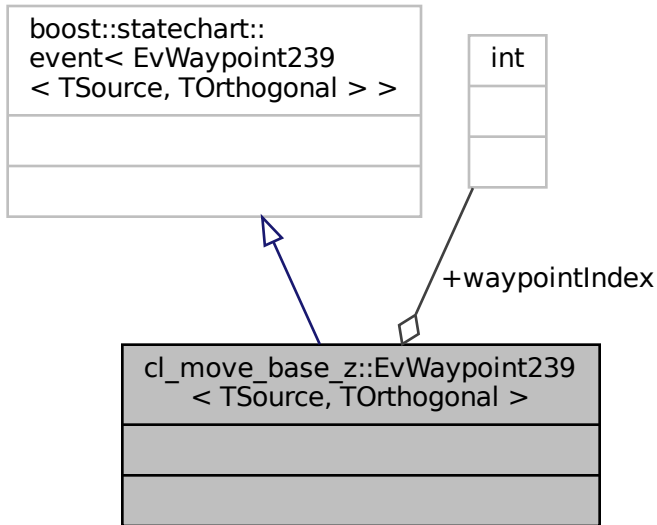 boost::statechart::
event< EvWaypoint239
< TSource, TOrthogonal > >
int
+waypointIndex
cl_move_base_z::EvWaypoint239
< TSource, TOrthogonal >